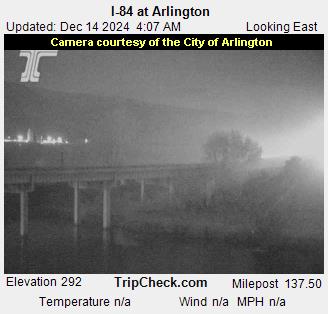 I-84 at Arlington
Updated: Dec 14 2024 4:07 AM Looking East
Camera courtesy of the City of Arlington
Elevation 292 TripCheck.com Milepost 137.50
Temperature n/a Wind n/a MPH n/a